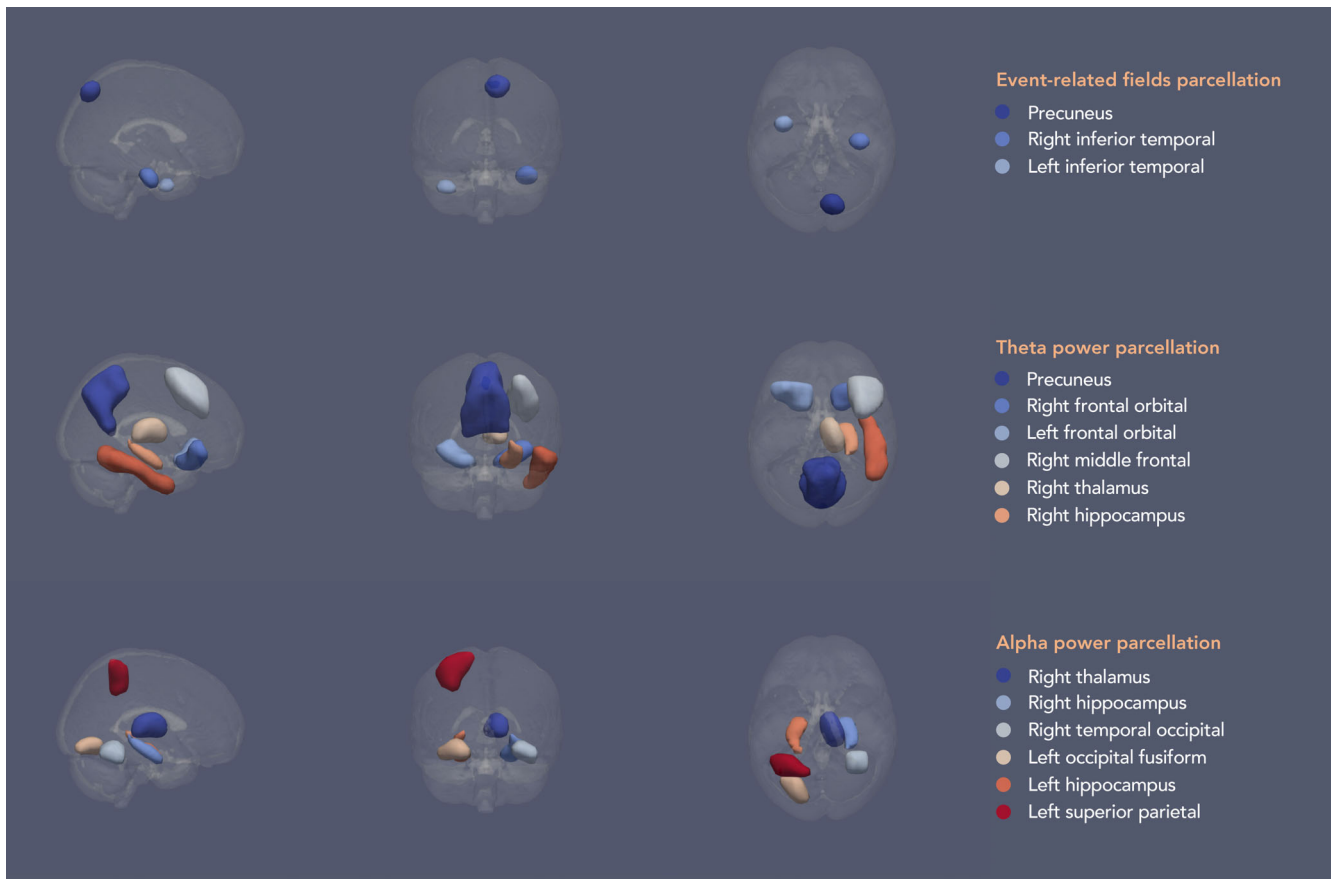 Event-related fields parcellation
Precuneus
Right inferior temporal
Left inferior temporal
Theta power parcellation
Precuneus
Right frontal orbital
Left frontal orbital
Right middle frontal
Right thalamus
Right hippocampus
Alpha power parcellation
Right thalamus
Right hippocampus
Right temporal occipital
Left occipital fusiform
Left hippocampus
Left superior parietal